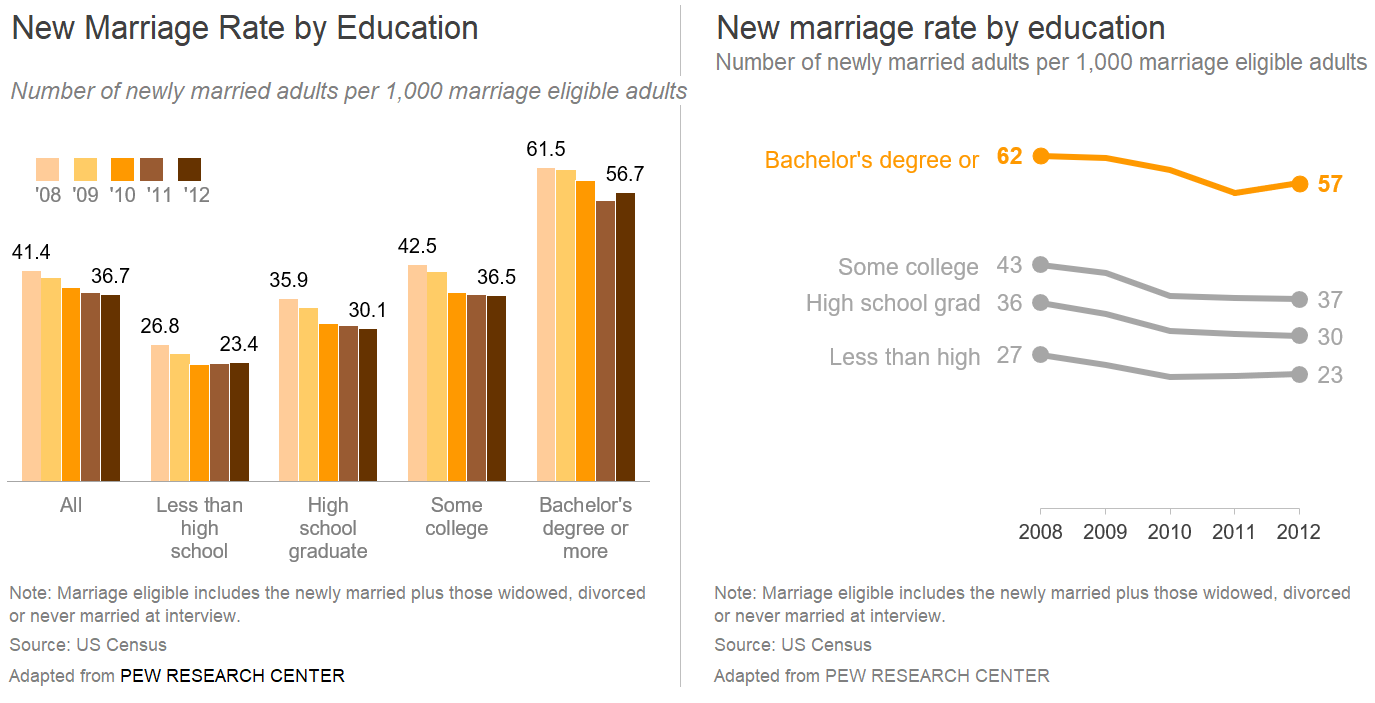 New Marriage Rate by Education
Number of newly married adults per 1,000 marriage eligible adults
'08 '09 '10 '11 '12
41.4
36.7
26.8
23.4
35.9
30.1
42.5
36.5
61.5
56.7
All
Less than
high
school
High
school
graduate
Some
college
Bachelor's
degree or
more
Note: Marriage eligible includes the newly married plus those widowed, divorced
or never married at interview.
Source: US Census
Adapted from PEW RESEARCH CENTER
New marriage rate by education
Number of newly married adults per 1,000 marriage eligible adults
Bachelor's degree or 62
57
Some college 43
37
High school grad 36
30
Less than high 27
23
2008 2009 2010 2011 2012
Note: Marriage eligible includes the newly married plus those widowed, divorced
or never married at interview.
Source: US Census
Adapted from PEW RESEARCH CENTER